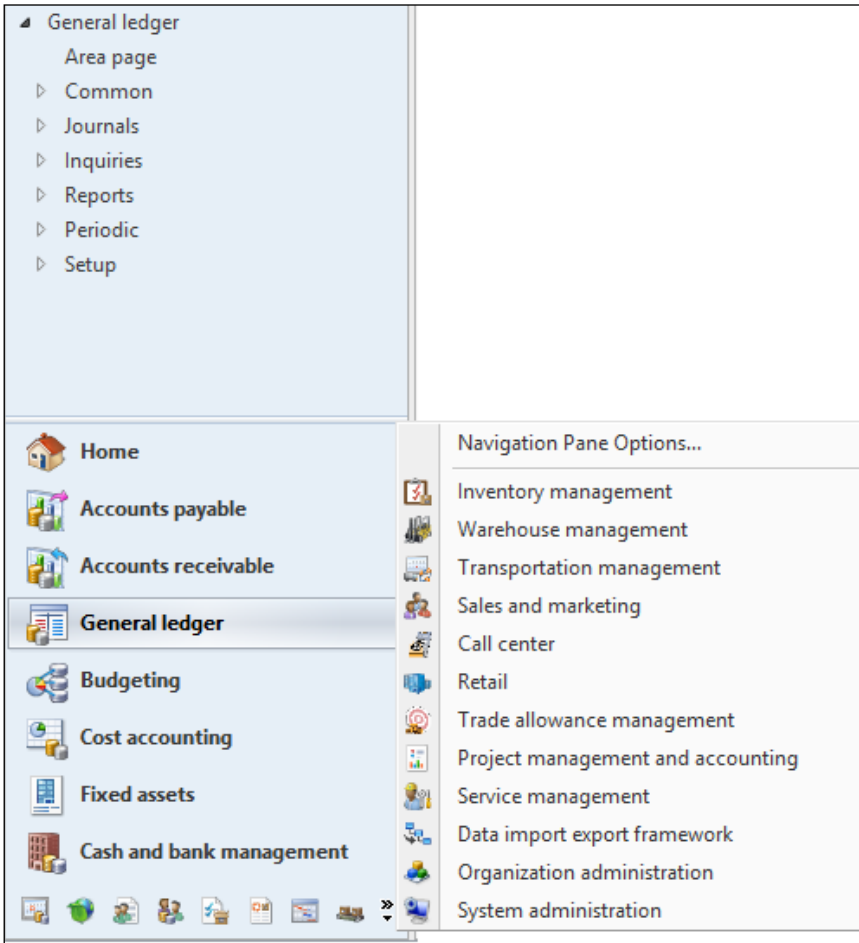 General ledger
Area page
Common
Journals
Inquiries
Reports
Periodic
Setup
Home
Accounts payable
Accounts receivable
General ledger
Budgeting
Cost accounting
Fixed assets
Cash and bank management
Navigation Pane Options...
Inventory management
Warehouse management
Transportation management
Sales and marketing
Call center
Retail
Trade allowance management
Project management and accounting
Service management
Data import export framework
Organization administration
System administration